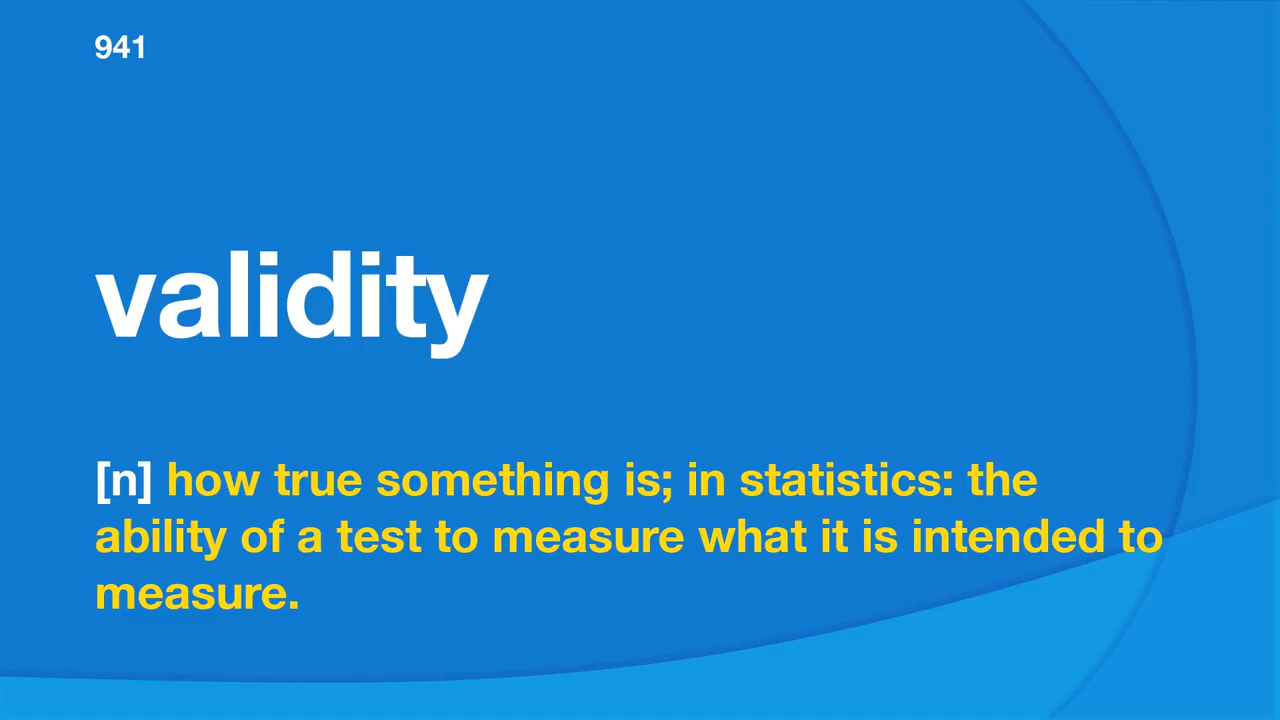 941
validity
[n] how true something is; in statistics: the
ability of a test to measure what it is intended to
measure.